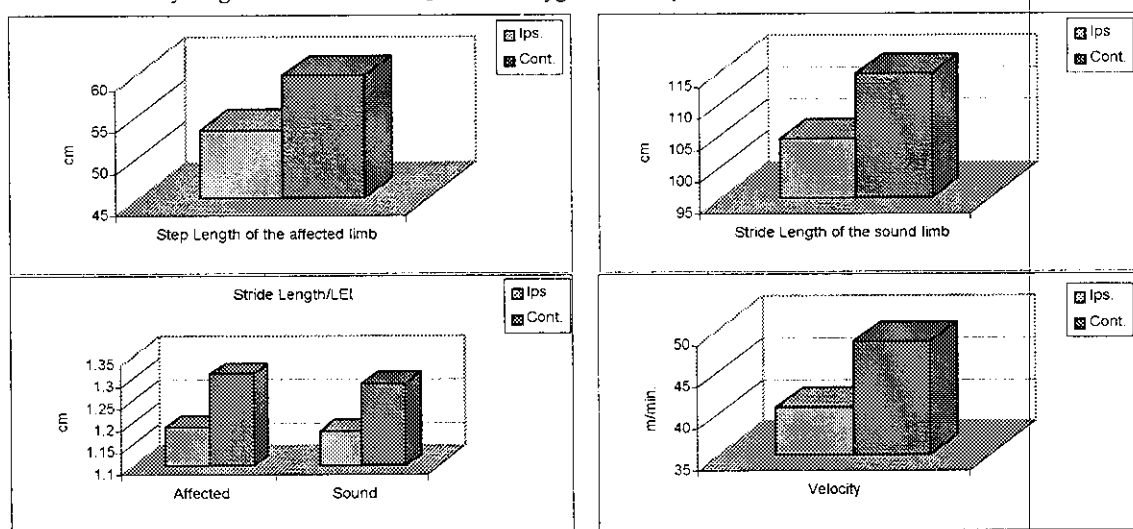 Ips.
Cont.
60
55
50
45
cm
Step Length of the affected limb
Ips
Cont.
115
110
105
100
95
cm
Stride Length of the sound limb
Stride Length/LEL
Ips
Cont.
1.35
1.3
1.25
1.2
1.15
1.1
cm
Affected Sound
Ips.
Cont.
50
45
40
35
m/min.
Velocity